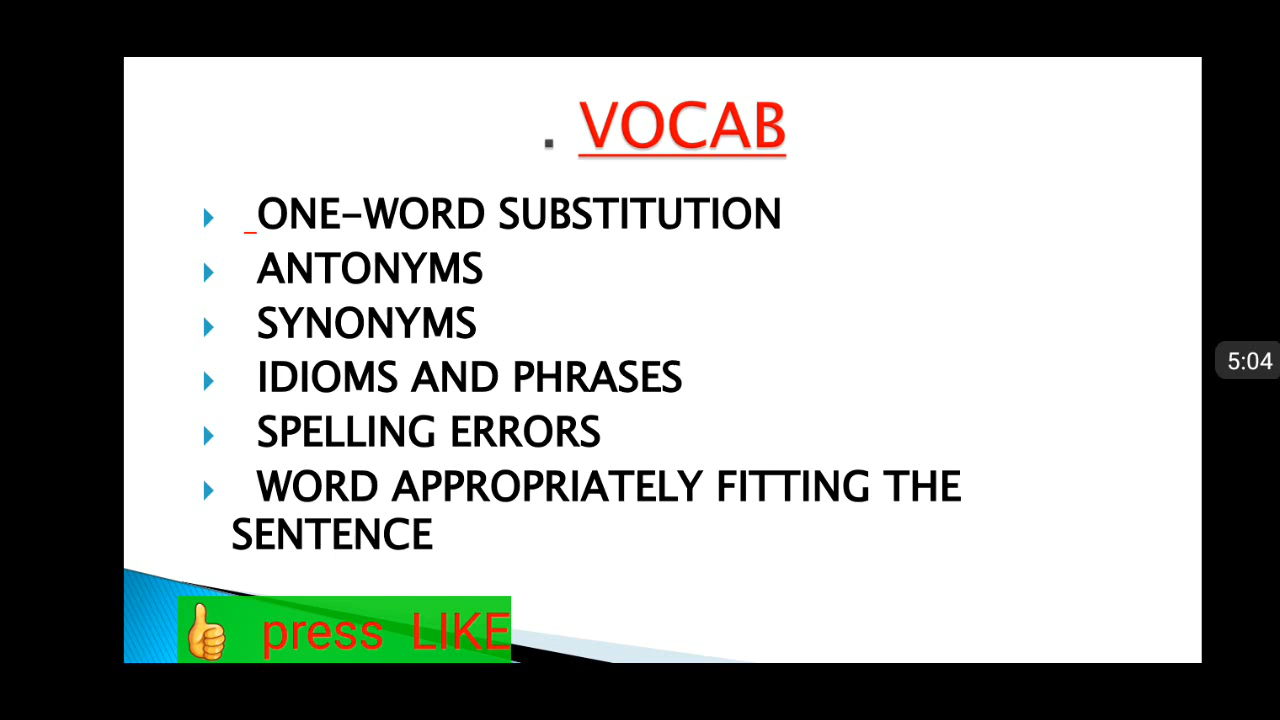 . VOCAB
ONE-WORD SUBSTITUTION
ANTONYMS
SYNONYMS
IDIOMS AND PHRASES
SPELLING ERRORS
WORD APPROPRIATELY FITTING THE
SENTENCE
5:04
👍 press LIKE